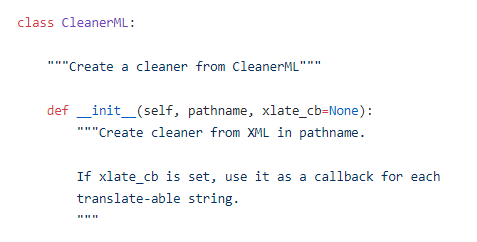 class CleanerML:
"""Create a cleaner from CleanerML"""
def __init__(self, pathname, xlate_cb=None):
"""Create cleaner from XML in pathname.
If xlate_cb is set, use it as a callback for each
translate-able string.
"""